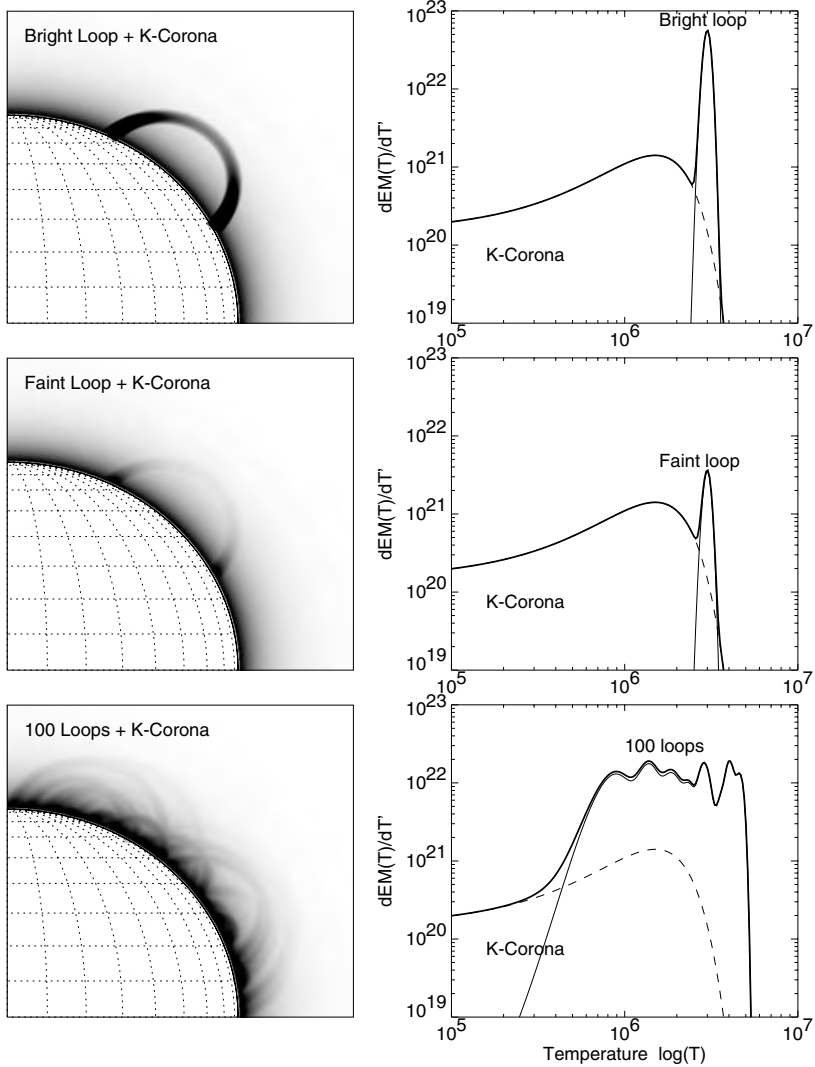 Bright Loop + K-Corona
10^23
10^22
10^21
10^20
10^19
dEM(T)/dT'
Bright loop
K-Corona
10^5
10^6
10^7
Faint Loop + K-Corona
10^23
10^22
10^21
10^20
10^19
dEM(T)/dT'
Faint loop
K-Corona
10^5
10^6
10^7
100 Loops + K-Corona
10^23
10^22
10^21
10^20
10^19
dEM(T)/dT'
100 loops
K-Corona
10^5
10^6
10^7
Temperature log(T)